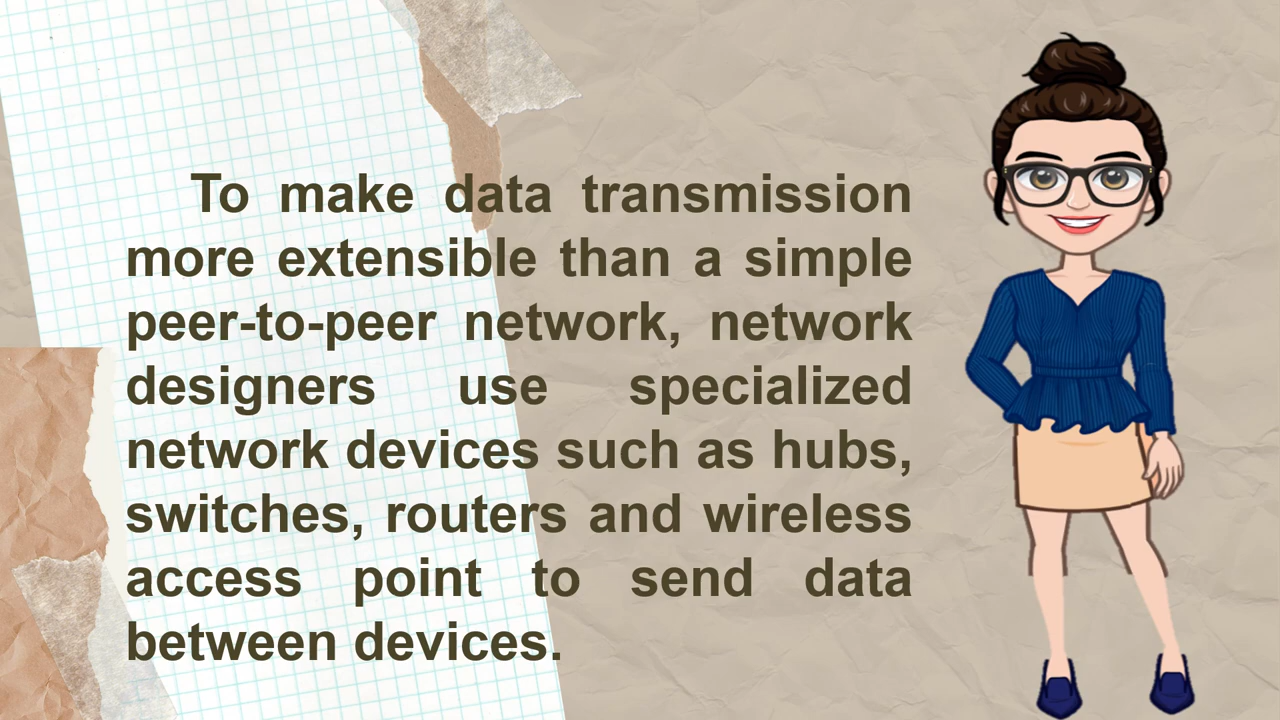 To make data transmission
more extensible than a simple
peer-to-peer network, network
designers use specialized
network devices such as hubs,
switches, routers and wireless
access point to send data
between devices.